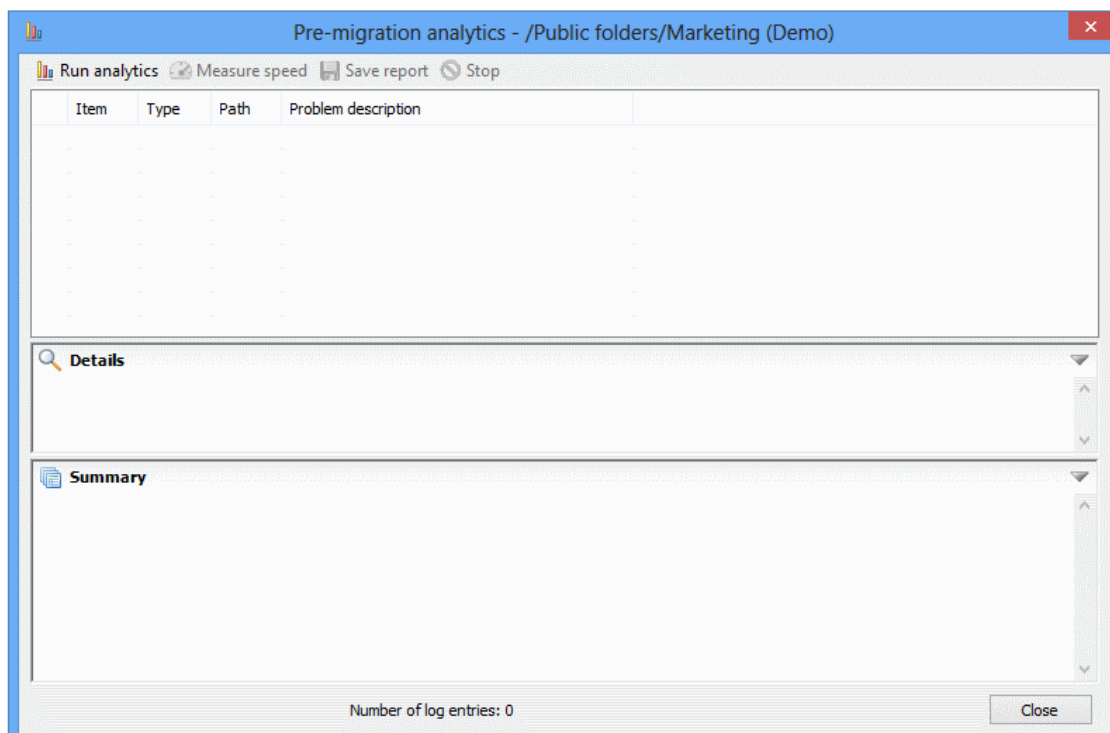 Pre-migration analytics - /Public folders/Marketing (Demo)
Run analytics Measure speed Save report Stop
Item Type Path Problem description
Details
Summary
Number of log entries: 0 Close